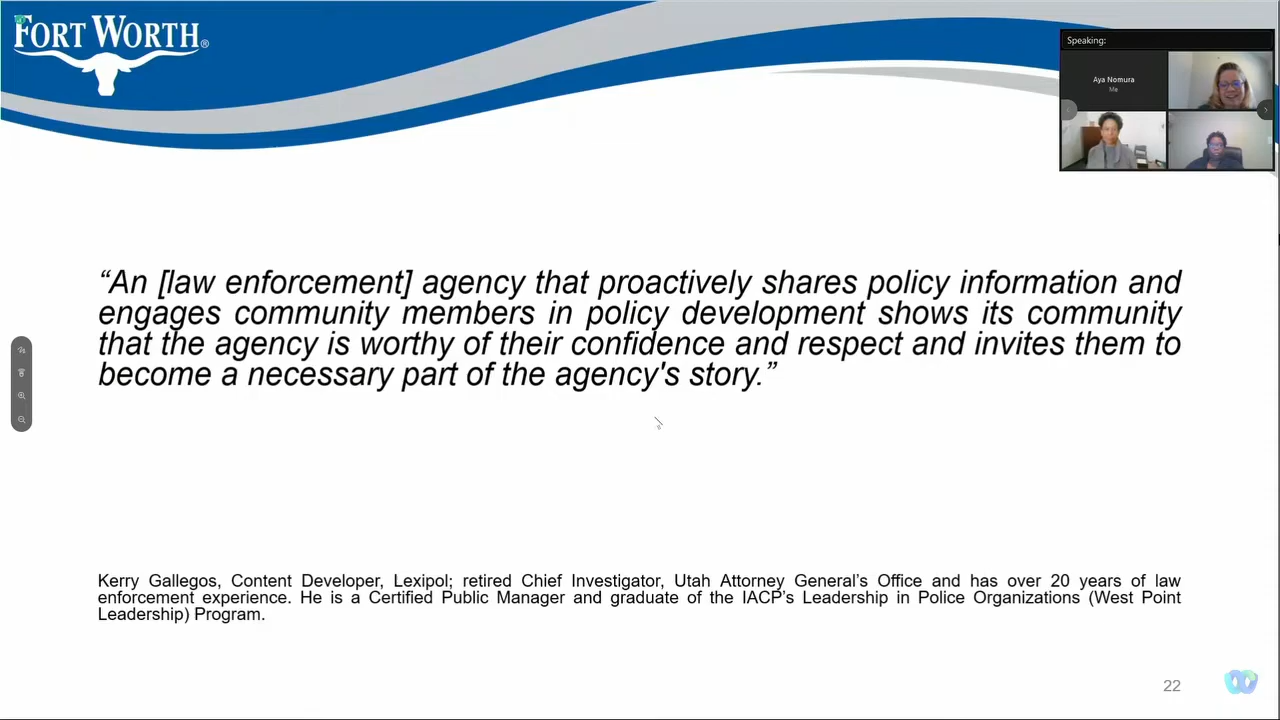 FORT WORTH®
Speaking:
Aya Nomura
Me
“An [law enforcement] agency that proactively shares policy information and
engages community members in policy development shows its community
that the agency is worthy of their confidence and respect and invites them to
become a necessary part of the agency's story.”
Kerry Gallegos, Content Developer, Lexipol; retired Chief Investigator, Utah Attorney General’s Office and has over 20 years of law
enforcement experience. He is a Certified Public Manager and graduate of the IACP’s Leadership in Police Organizations (West Point
Leadership) Program.
22